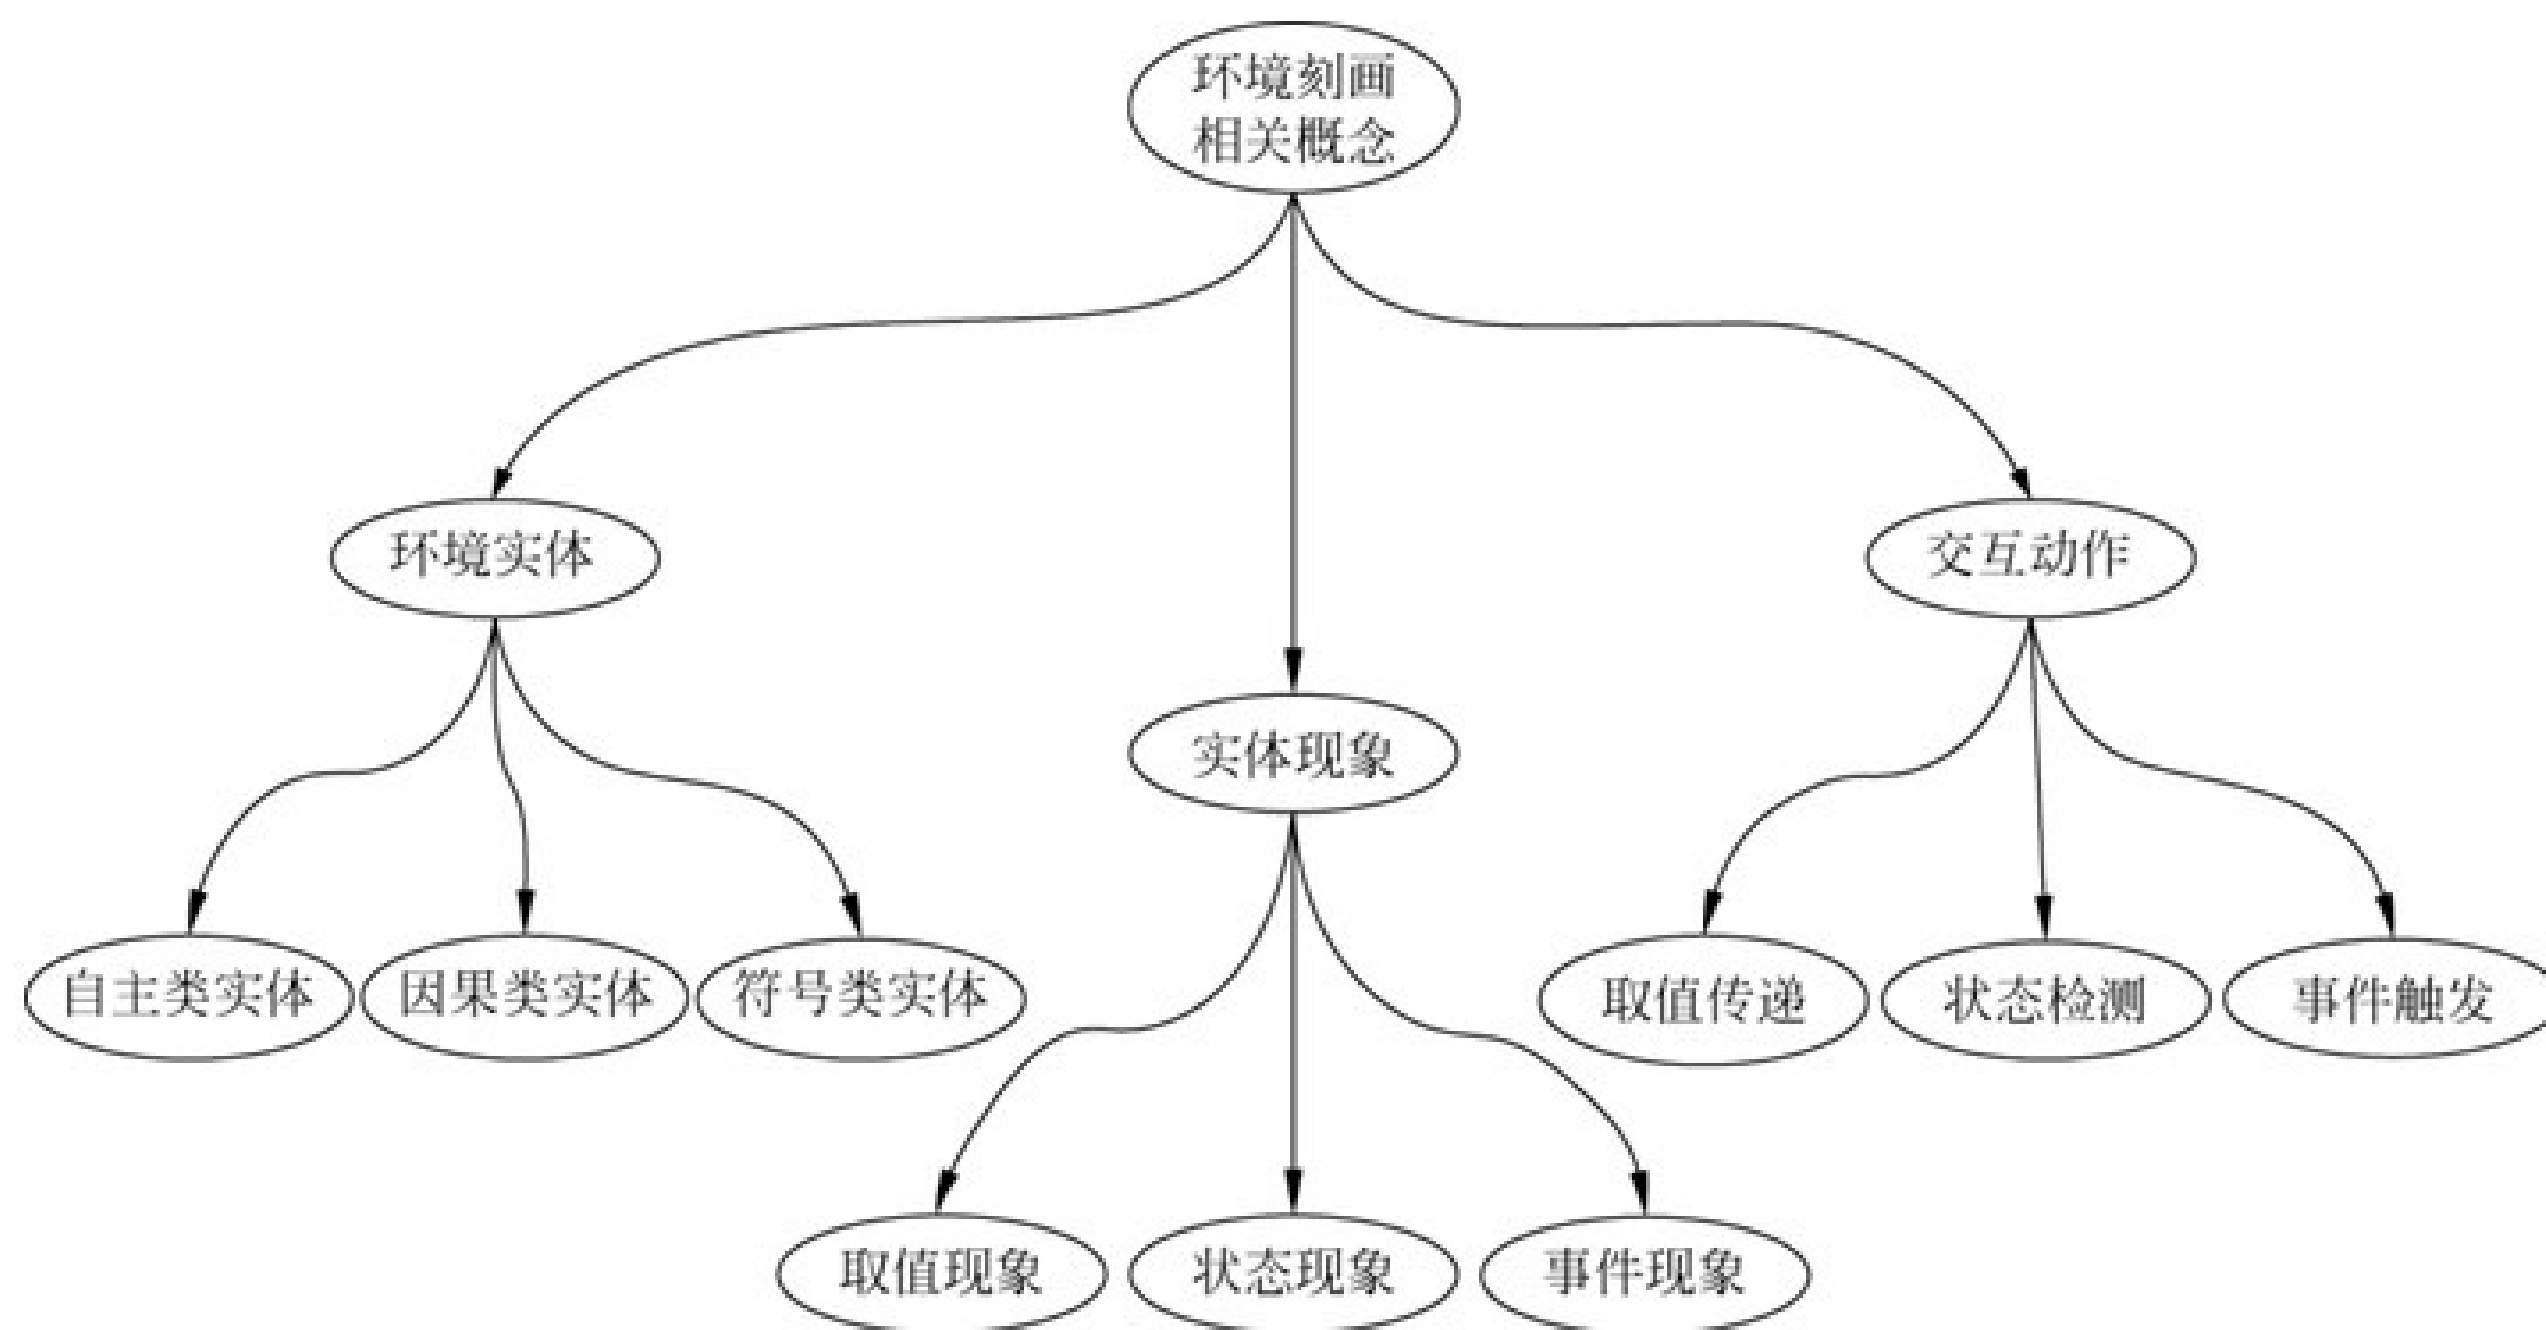 环境刻画
相关概念
环境实体
交互动作
实体现象
自主类实体
因果类实体
符号类实体
取值传递
状态检测
事件触发
取值现象
状态现象
事件现象